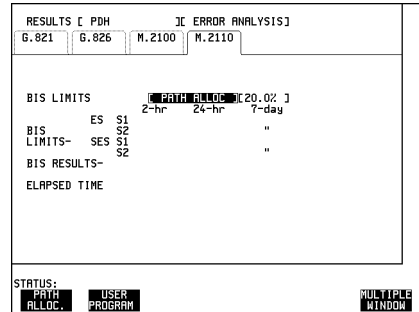 RESULTS [ PDH ][ ERROR ANALYSIS]
G.821 G.826 M.2100 M.2110
BIS LIMITS [ PATH ALLOC ][20.0% ]
2-hr 24-hr 7-day
ES S1
BIS S2 "
LIMITS- SES S1
S2 "
BIS RESULTS-
ELAPSED TIME
STATUS:
PATH ALLOC. USER PROGRAM MULTIPLE WINDOW